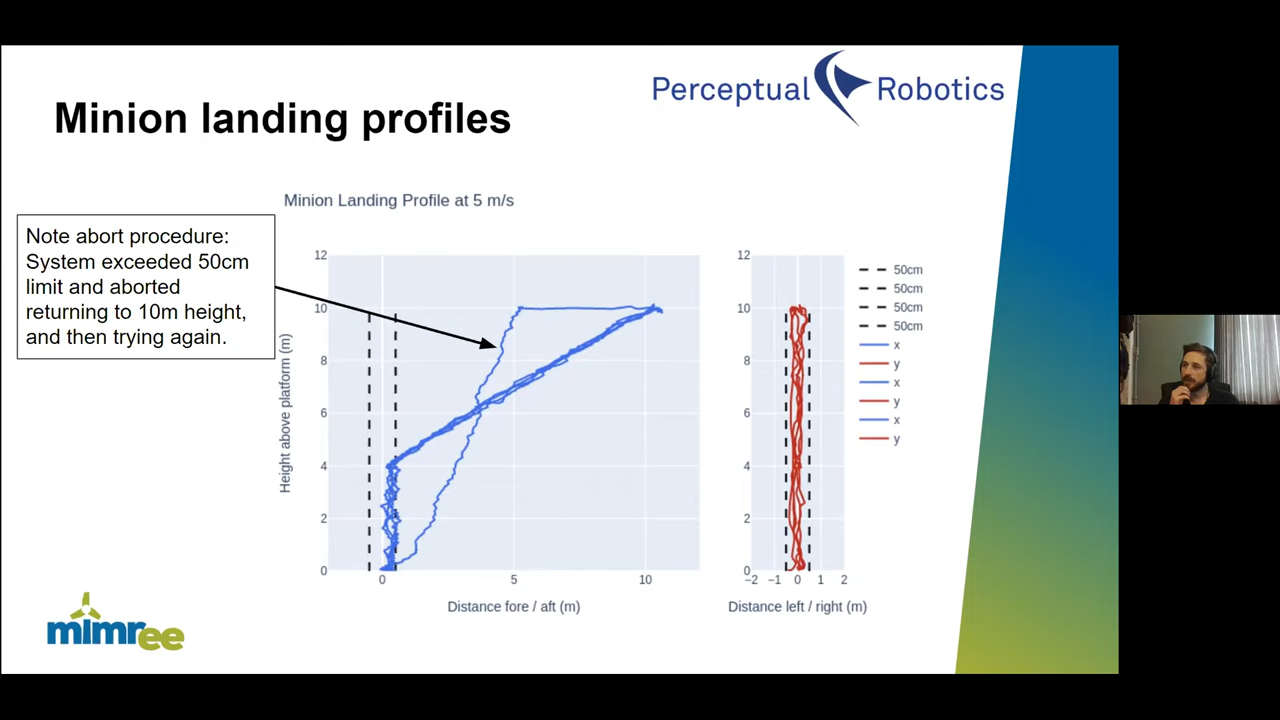 Perceptual Robotics
Minion landing profiles
Minion Landing Profile at 5 m/s
Note abort procedure:
System exceeded 50cm
limit and aborted
returning to 10m height,
and then trying again.
Height above platform (m)
12
10
8
6
4
2
0
0
5
10
Distance fore / aft (m)
12
10
8
6
4
2
0
−2
−1
0
1
2
Distance left / right (m)
50cm
50cm
50cm
50cm
x
y
x
y
x
y
mimree